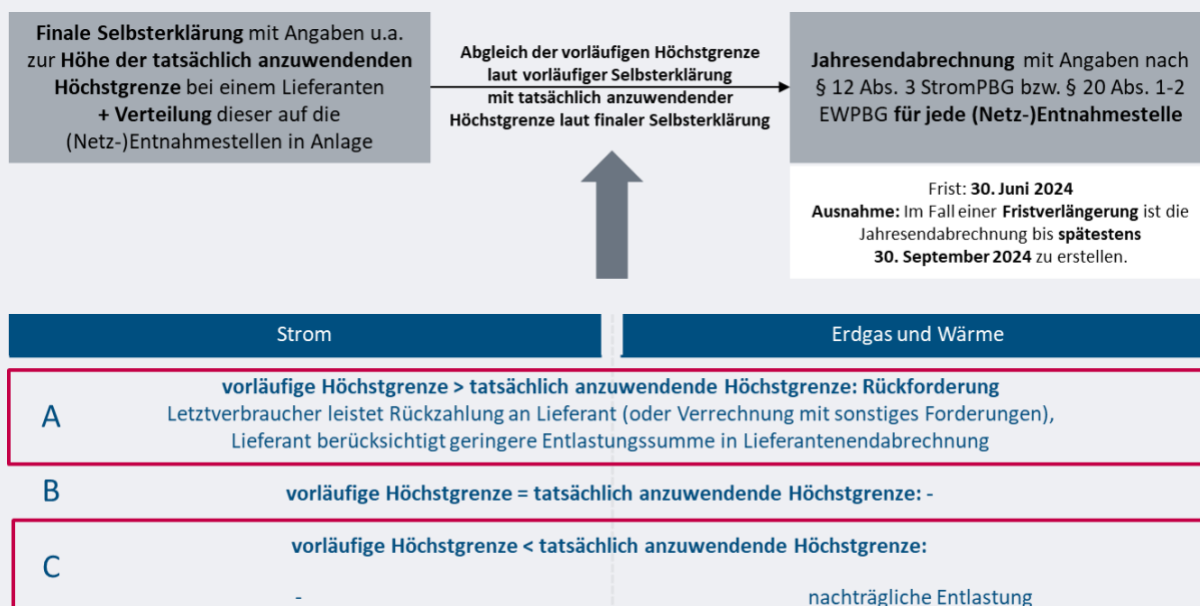 Finale Selbsterklärung mit Angaben u.a.
zur Höhe der tatsächlich anzuwendenden
Höchstgrenze bei einem Lieferanten
+ Verteilung dieser auf die
(Netz-)Entnahmestellen in Anlage
Abgleich der vorläufigen Höchstgrenze
laut vorläufiger Selbsterklärung
mit tatsächlich anzuwendender
Höchstgrenze laut finaler Selbsterklärung
Jahresendabrechnung mit Angaben nach
§ 12 Abs. 3 StromPBG bzw. § 20 Abs. 1-2
EWPBG für jede (Netz-)Entnahmestelle
Frist: 30. Juni 2024
Ausnahme: Im Fall einer Fristverlängerung ist die
Jahresendabrechnung bis spätestens
30. September 2024 zu erstellen.
Strom
Erdgas und Wärme
A
vorläufige Höchstgrenze > tatsächlich anzuwendende Höchstgrenze: Rückforderung
Letztverbraucher leistet Rückzahlung an Lieferant (oder Verrechnung mit sonstiges Forderungen),
Lieferant berücksichtigt geringere Entlastungssumme in Lieferantenendabrechnung
B
vorläufige Höchstgrenze = tatsächlich anzuwendende Höchstgrenze: -
C
vorläufige Höchstgrenze < tatsächlich anzuwendende Höchstgrenze:
-
nachträgliche Entlastung